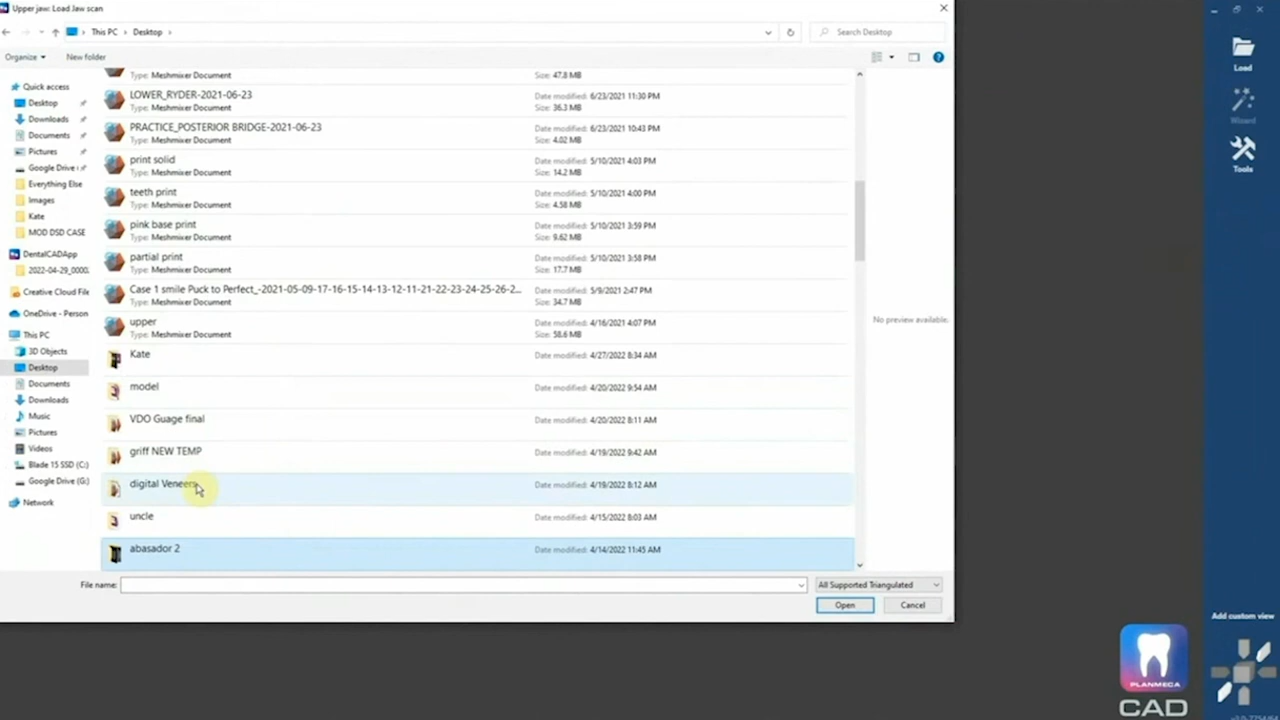 Upper jaw: Load Jaw scan
This PC > Desktop >
Search Desktop
Organize
New folder
Quick access
Desktop
Downloads
Documents
Pictures
Google Drive
Everything Else
Images
Kate
MOD DSD CASE
DentalCADApp
2022-04-29_0000
Creative Cloud File
OneDrive - Person
This PC
3D Objects
Desktop
Documents
Downloads
Music
Pictures
Videos
Blade 15 SSD (C:)
Google Drive (G:)
Network
Type: Meshmixer Document Size: 47.8 MB
LOWER_RYDER-2021-06-23 Date modified: 6/23/2021 11:30 PM
Type: Meshmixer Document Size: 36.3 MB
PRACTICE_POSTERIOR BRIDGE-2021-06-23 Date modified: 6/23/2021 10:43 PM
Type: Meshmixer Document Size: 4.02 MB
print solid Date modified: 5/10/2021 4:03 PM
Type: Meshmixer Document Size: 14.2 MB
teeth print Date modified: 5/10/2021 4:00 PM
Type: Meshmixer Document Size: 4.58 MB
pink base print Date modified: 5/10/2021 3:59 PM
Type: Meshmixer Document Size: 9.62 MB
partial print Date modified: 5/10/2021 3:58 PM
Type: Meshmixer Document Size: 17.7 MB
Case 1 smile Puck to Perfect_-2021-05-09-17-16-15-14-13-12-11-21-22-23-24-25-26-2... Date modified: 5/9/2021 2:47 PM
Type: Meshmixer Document Size: 34.7 MB
upper Date modified: 4/16/2021 4:07 PM
Type: Meshmixer Document Size: 58.6 MB
Kate Date modified: 4/27/2022 8:34 AM
model Date modified: 4/20/2022 9:54 AM
VDO Guage final Date modified: 4/20/2022 8:11 AM
griff NEW TEMP Date modified: 4/19/2022 9:42 AM
digital Veneers Date modified: 4/19/2022 8:12 AM
uncle Date modified: 4/15/2022 8:03 AM
abasador 2 Date modified: 4/14/2022 11:45 AM
No preview available.
File name:
All Supported Triangulated
Open
Cancel
Load
Wizard
Tools
Add custom view
PLANMECA
CAD